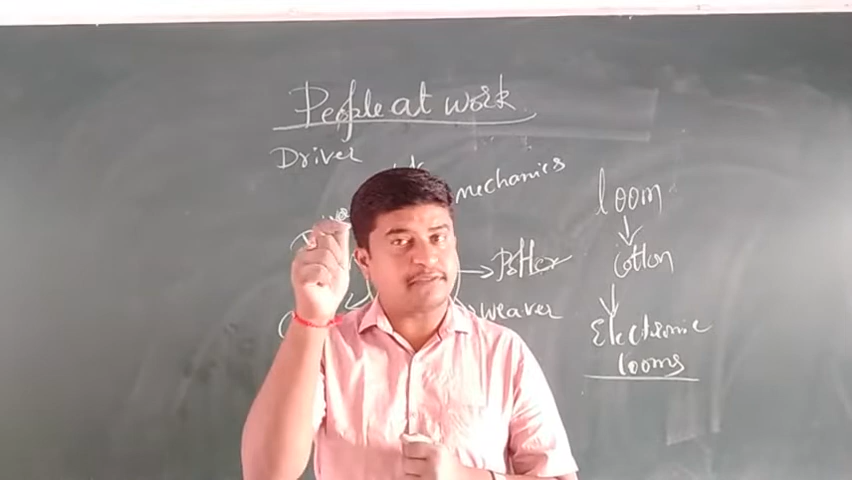 People at work
Driver
mechanics
Potter
weaver
loom
cotton
Electronic
looms